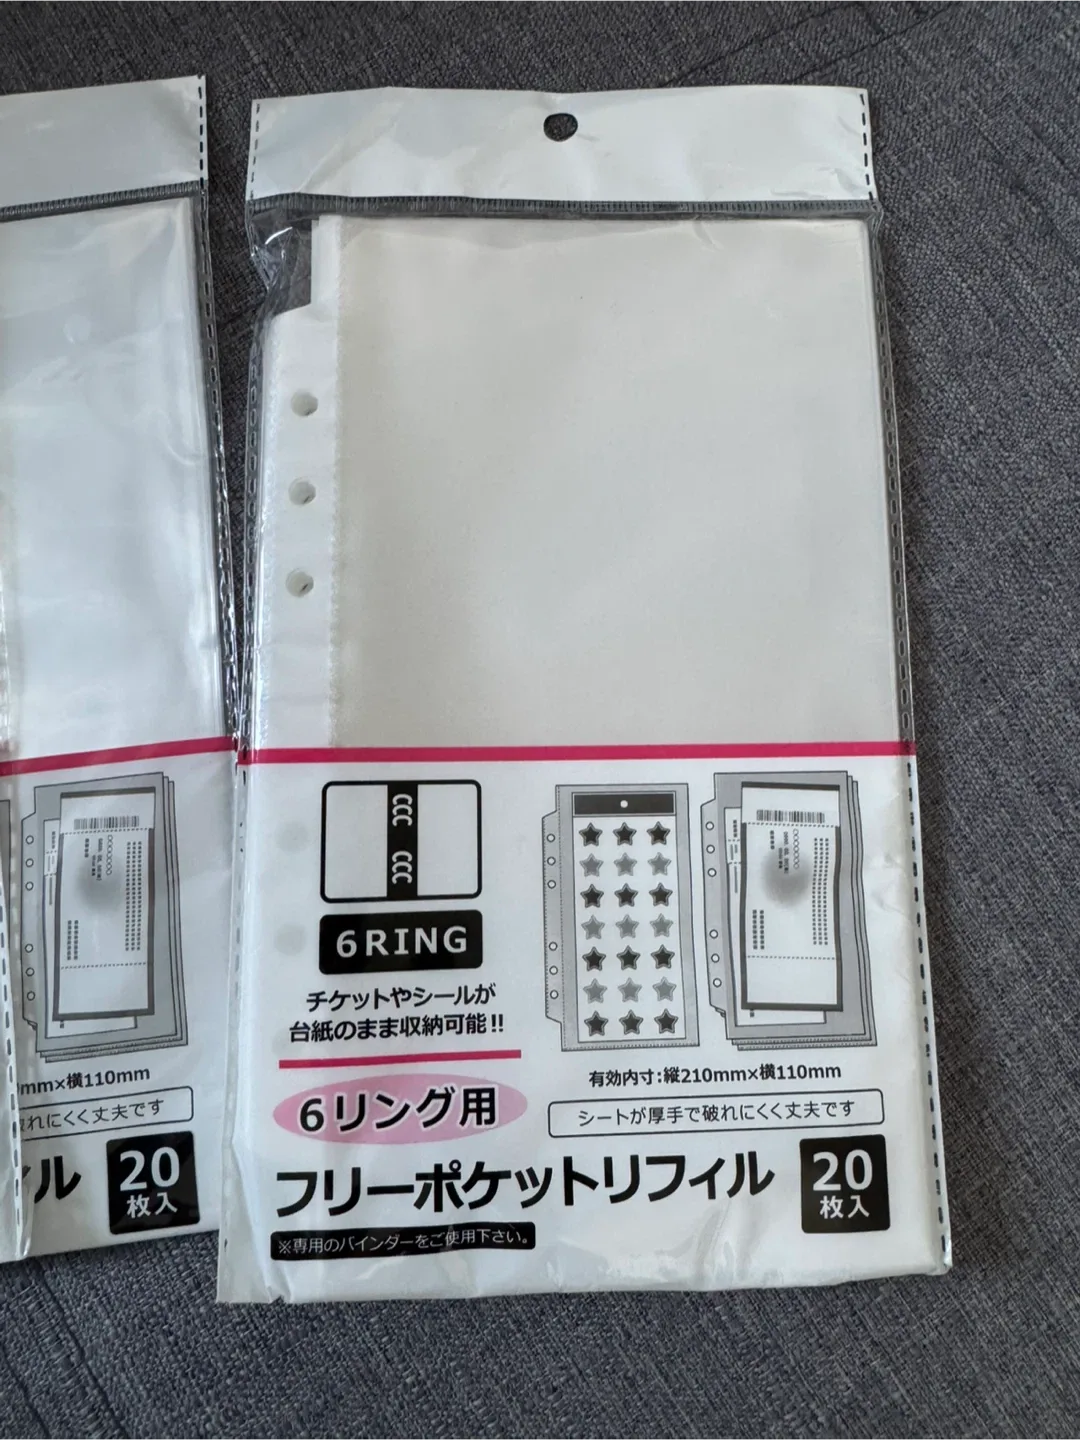 6RING
チケットやシールが
台紙のまま収納可能!!
6リング用
フリーポケットリフィル
※専用のバインダーをご使用下さい。
有効内寸:縦210mm×横110mm
シートが厚手で破れにくく丈夫です
20
枚入
mm×横110mm
れにくく丈夫です
ィル
20
枚入